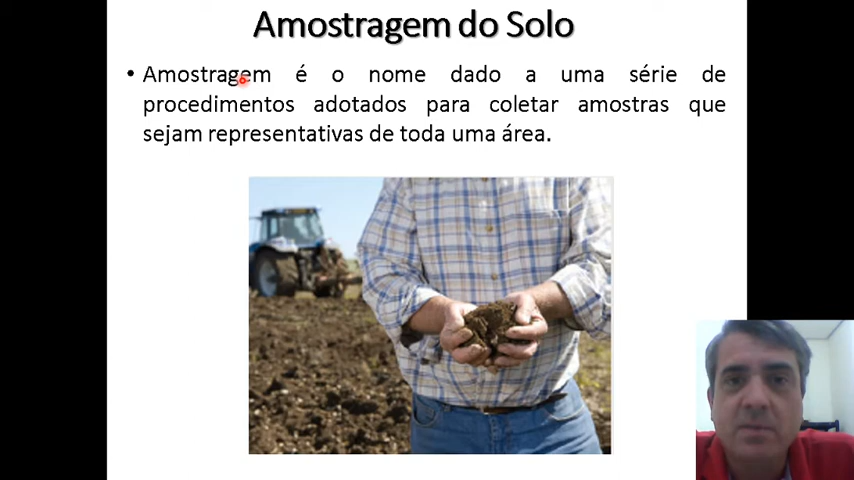 Amostragem do Solo
• Amostragem é o nome dado a uma série de
procedimentos adotados para coletar amostras que
sejam representativas de toda uma área.